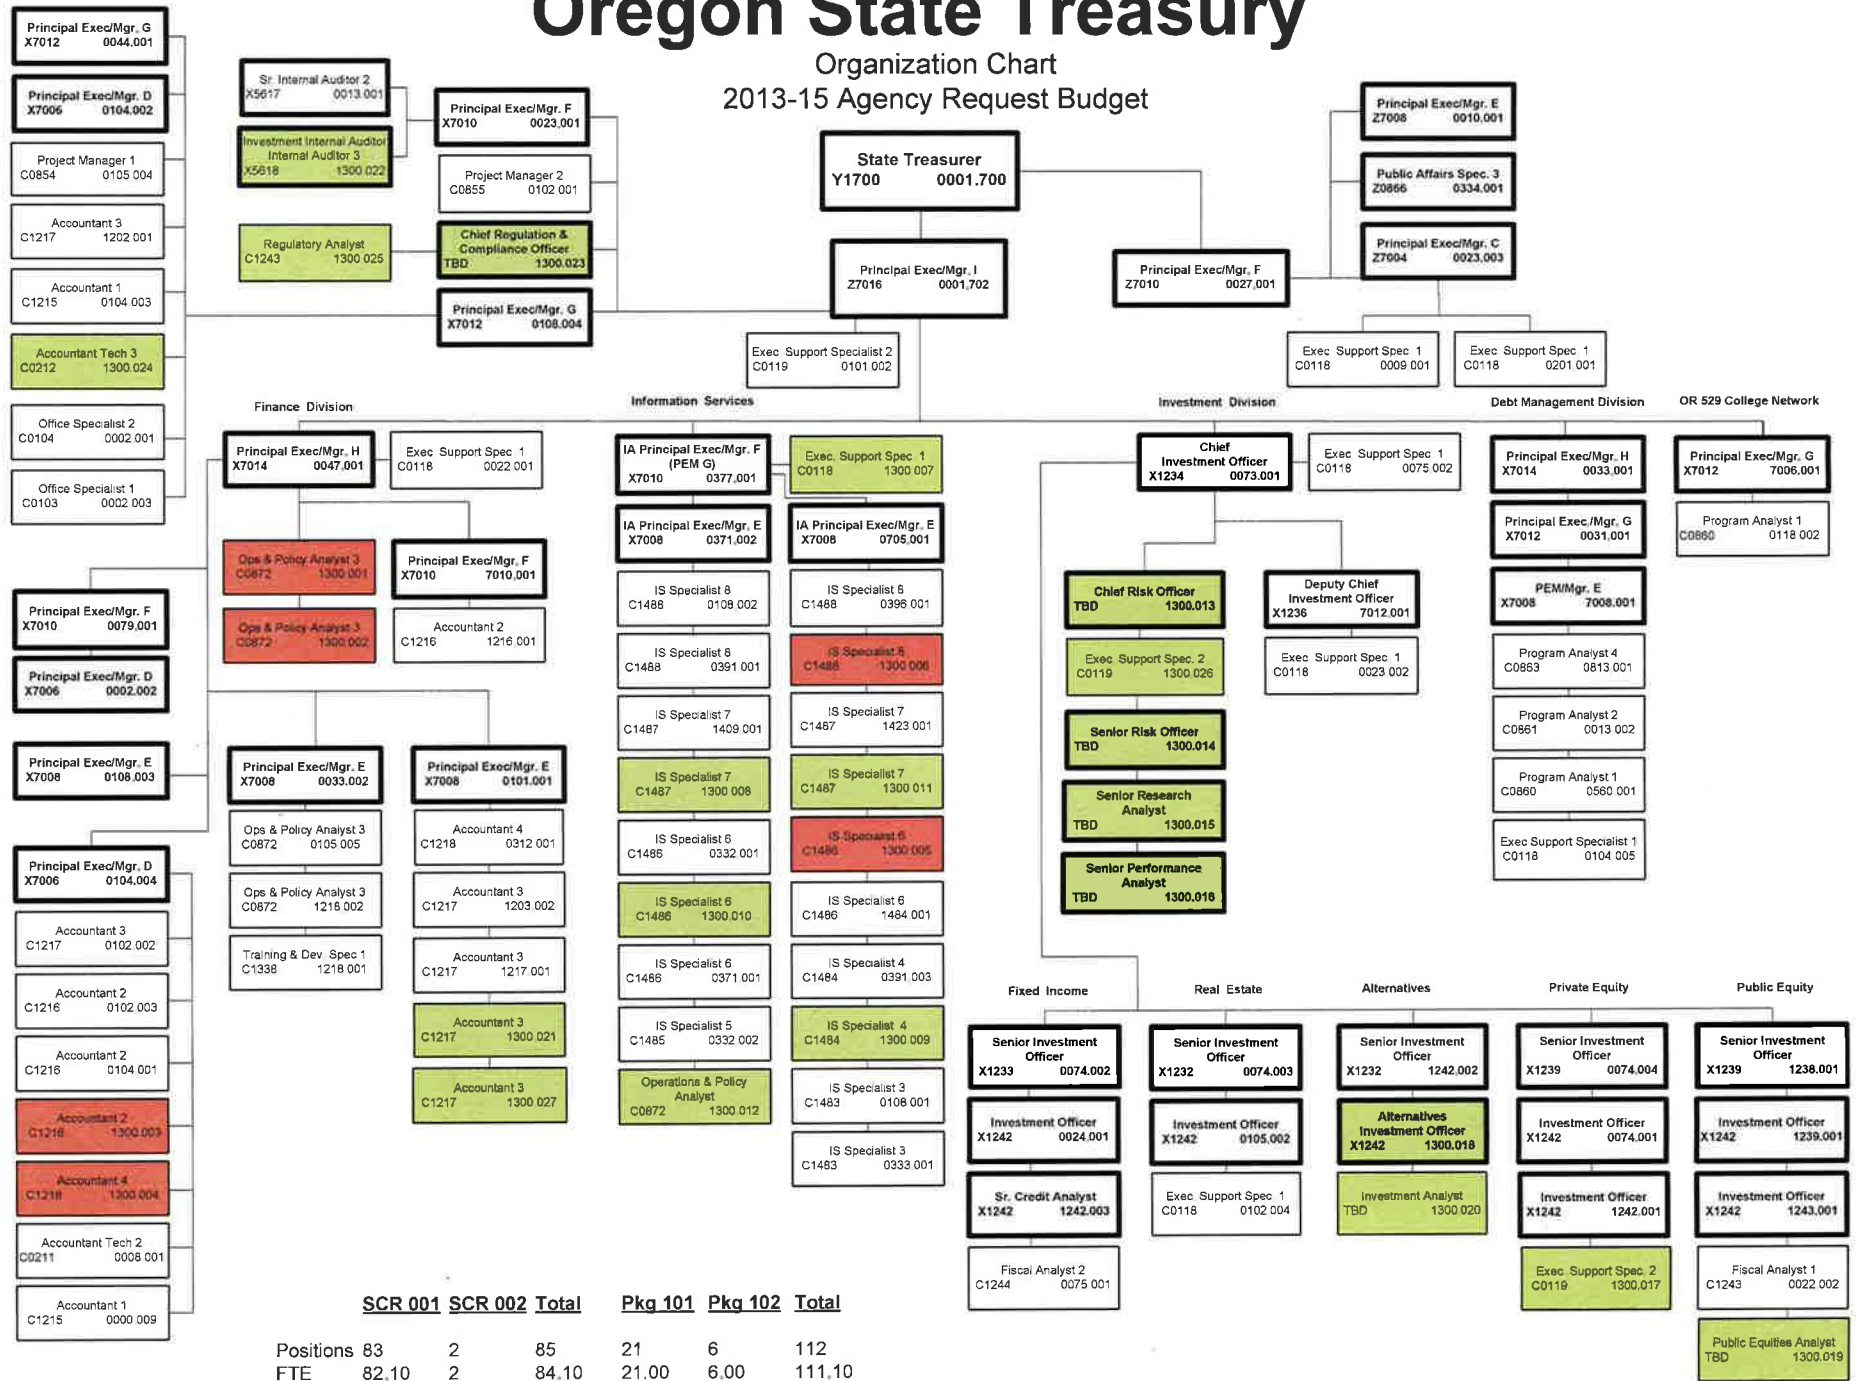 Oregon State Treasury
Organization Chart
2013-15 Agency Request Budget
Principal Exec/Mgr. G
X7012 0044.001
Principal Exec/Mgr. D
X7006 0104.002
Project Manager 1
C0854 0105 004
Accountant 3
C1217 1202 001
Accountant 1
C1215 0104 003
Accountant Tech 3
C0212 1300.024
Office Specialist 2
C0104 0002.001
Office Specialist 1
C0103 0002 003
Sr. Internal Auditor 2
X5617 0013.001
Investment Internal Auditor
Internal Auditor 3
X5618 1300.022
Regulatory Analyst
C1243 1300 025
Principal Exec/Mgr. F
X7010 0023.001
Project Manager 2
C0855 0102 001
Chief Regulation &
Compliance Officer
TBD 1300.023
Principal Exec/Mgr. G
X7012 0108.004
State Treasurer
Y1700 0001.700
Principal Exec/Mgr. I
Z7016 0001.702
Exec Support Specialist 2
C0119 0101 002
Principal Exec/Mgr. F
Z7010 0027.001
Principal Exec/Mgr. E
Z7008 0010.001
Public Affairs Spec. 3
Z0866 0334.001
Principal Exec/Mgr. C
Z7004 0023.003
Exec Support Spec 1
C0118 0009 001
Exec Support Spec 1
C0118 0201.001
Finance Division
Principal Exec/Mgr. H
X7014 0047.001
Exec Support Spec 1
C0118 0022 001
Ops & Policy Analyst 3
C0872 1300 001
Ops & Policy Analyst 3
C0872 1300 002
Principal Exec/Mgr. F
X7010 7010.001
Accountant 2
C1216 1216 001
Principal Exec/Mgr. F
X7010 0079.001
Principal Exec/Mgr. D
X7006 0002.002
Principal Exec/Mgr. E
X7008 0108.003
Principal Exec/Mgr. D
X7006 0104.004
Accountant 3
C1217 0102.002
Accountant 2
C1216 0102 003
Accountant 2
C1216 0104 001
Accountant 2
C1216 1300.003
Accountant 4
C1218 1300.004
Accountant Tech 2
C0211 0008 001
Accountant 1
C1215 0000.009
Principal Exec/Mgr. E
X7008 0033.002
Ops & Policy Analyst 3
C0872 0105 005
Ops & Policy Analyst 3
C0872 1216 002
Training & Dev Spec 1
C1338 1218 001
Principal Exec/Mgr. E
X7008 0101.001
Accountant 4
C1218 0312 001
Accountant 3
C1217 1203 002
Accountant 3
C1217 1217.001
Accountant 3
C1217 1300.021
Accountant 3
C1217 1300 027
Information Services
IA Principal Exec/Mgr. F
(PEM G)
X7010 0377.001
Exec. Support Spec 1
C0118 1300 007
IA Principal Exec/Mgr. E
X7008 0371.002
IS Specialist 8
C1488 0108 002
IS Specialist 8
C1488 0391 001
IS Specialist 7
C1487 1409 001
IS Specialist 7
C1487 1300 008
IS Specialist 6
C1486 0332 001
IS Specialist 6
C1486 1300.010
IS Specialist 6
C1486 0371.001
IS Specialist 5
C1485 0332 002
Operations & Policy
Analyst
C0872 1300 012
IA Principal Exec/Mgr. E
X7008 0705.001
IS Specialist 8
C1488 0396 001
IS Specialist 8
C1488 1300 006
IS Specialist 7
C1487 1423 001
IS Specialist 7
C1487 1300 011
IS Specialist 6
C1486 1300 005
IS Specialist 6
C1486 1484 001
IS Specialist 4
C1484 0391.003
IS Specialist 4
C1484 1300 009
IS Specialist 3
C1483 0108 001
IS Specialist 3
C1483 0333.001
Investment Division
Chief
Investment Officer
X1234 0073.001
Exec Support Spec 1
C0118 0075 002
Chief Risk Officer
TBD 1300.013
Exec Support Spec. 2
C0119 1300.026
Senior Risk Officer
TBD 1300.014
Senior Research
Analyst
TBD 1300.015
Senior Performance
Analyst
TBD 1300.016
Deputy Chief
Investment Officer
X1236 7012.001
Exec Support Spec 1
C0118 0023 002
Debt Management Division
Principal Exec/Mgr. H
X7014 0033.001
Principal Exec./Mgr. G
X7012 0031.001
PEM/Mgr. E
X7008 7008.001
Program Analyst 4
C0863 0813.001
Program Analyst 2
C0861 0013 002
Program Analyst 1
C0860 0560 001
Exec Support Specialist 1
C0118 0104 005
OR 529 College Network
Principal Exec/Mgr. G
X7012 7006.001
Program Analyst 1
C0860 0118 002
Fixed Income
Senior Investment
Officer
X1233 0074.002
Investment Officer
X1242 0024.001
Sr. Credit Analyst
X1242 1242.003
Fiscal Analyst 2
C1244 0075 001
Real Estate
Senior Investment
Officer
X1232 0074.003
Investment Officer
X1242 0105.002
Exec Support Spec 1
C0118 0102 004
Alternatives
Senior Investment
Officer
X1232 1242.002
Alternatives
Investment Officer
X1242 1300.018
Investment Analyst
TBD 1300 020
Private Equity
Senior Investment
Officer
X1239 0074.004
Investment Officer
X1242 0074.001
Investment Officer
X1242 1242.001
Exec Support Spec. 2
C0119 1300.017
Public Equity
Senior Investment
Officer
X1239 1238.001
Investment Officer
X1242 1239.001
Investment Officer
X1242 1243.001
Fiscal Analyst 1
C1243 0022.002
Public Equities Analyst
TBD 1300.019
SCR 001 SCR 002 Total Pkg 101 Pkg 102 Total
Positions 83 2 85 21 6 112
FTE 82.10 2 84.10 21.00 6.00 111.10